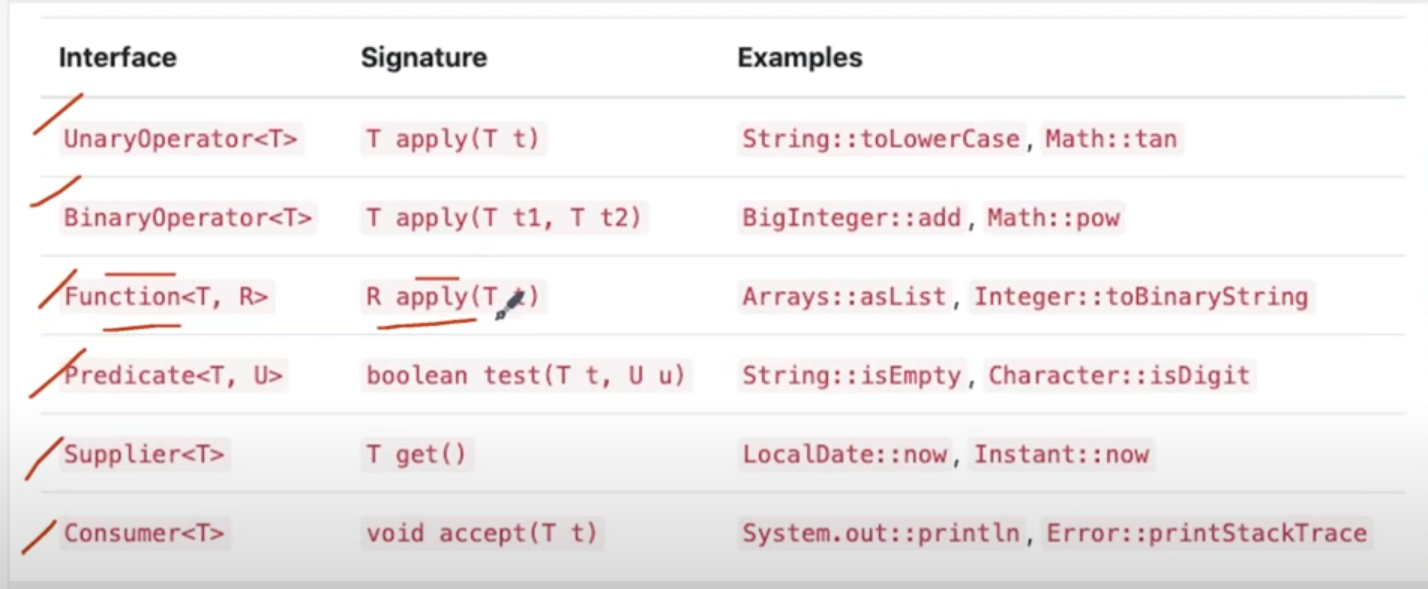 Interface Signature Examples
UnaryOperator<T> T apply(T t) String::toLowerCase, Math::tan
BinaryOperator<T> T apply(T t1, T t2) BigInteger::add, Math::pow
Function<T, R> R apply(T t) Arrays::asList, Integer::toBinaryString
Predicate<T, U> boolean test(T t, U u) String::isEmpty, Character::isDigit
Supplier<T> T get() LocalDate::now, Instant::now
Consumer<T> void accept(T t) System.out::println, Error::printStackTrace